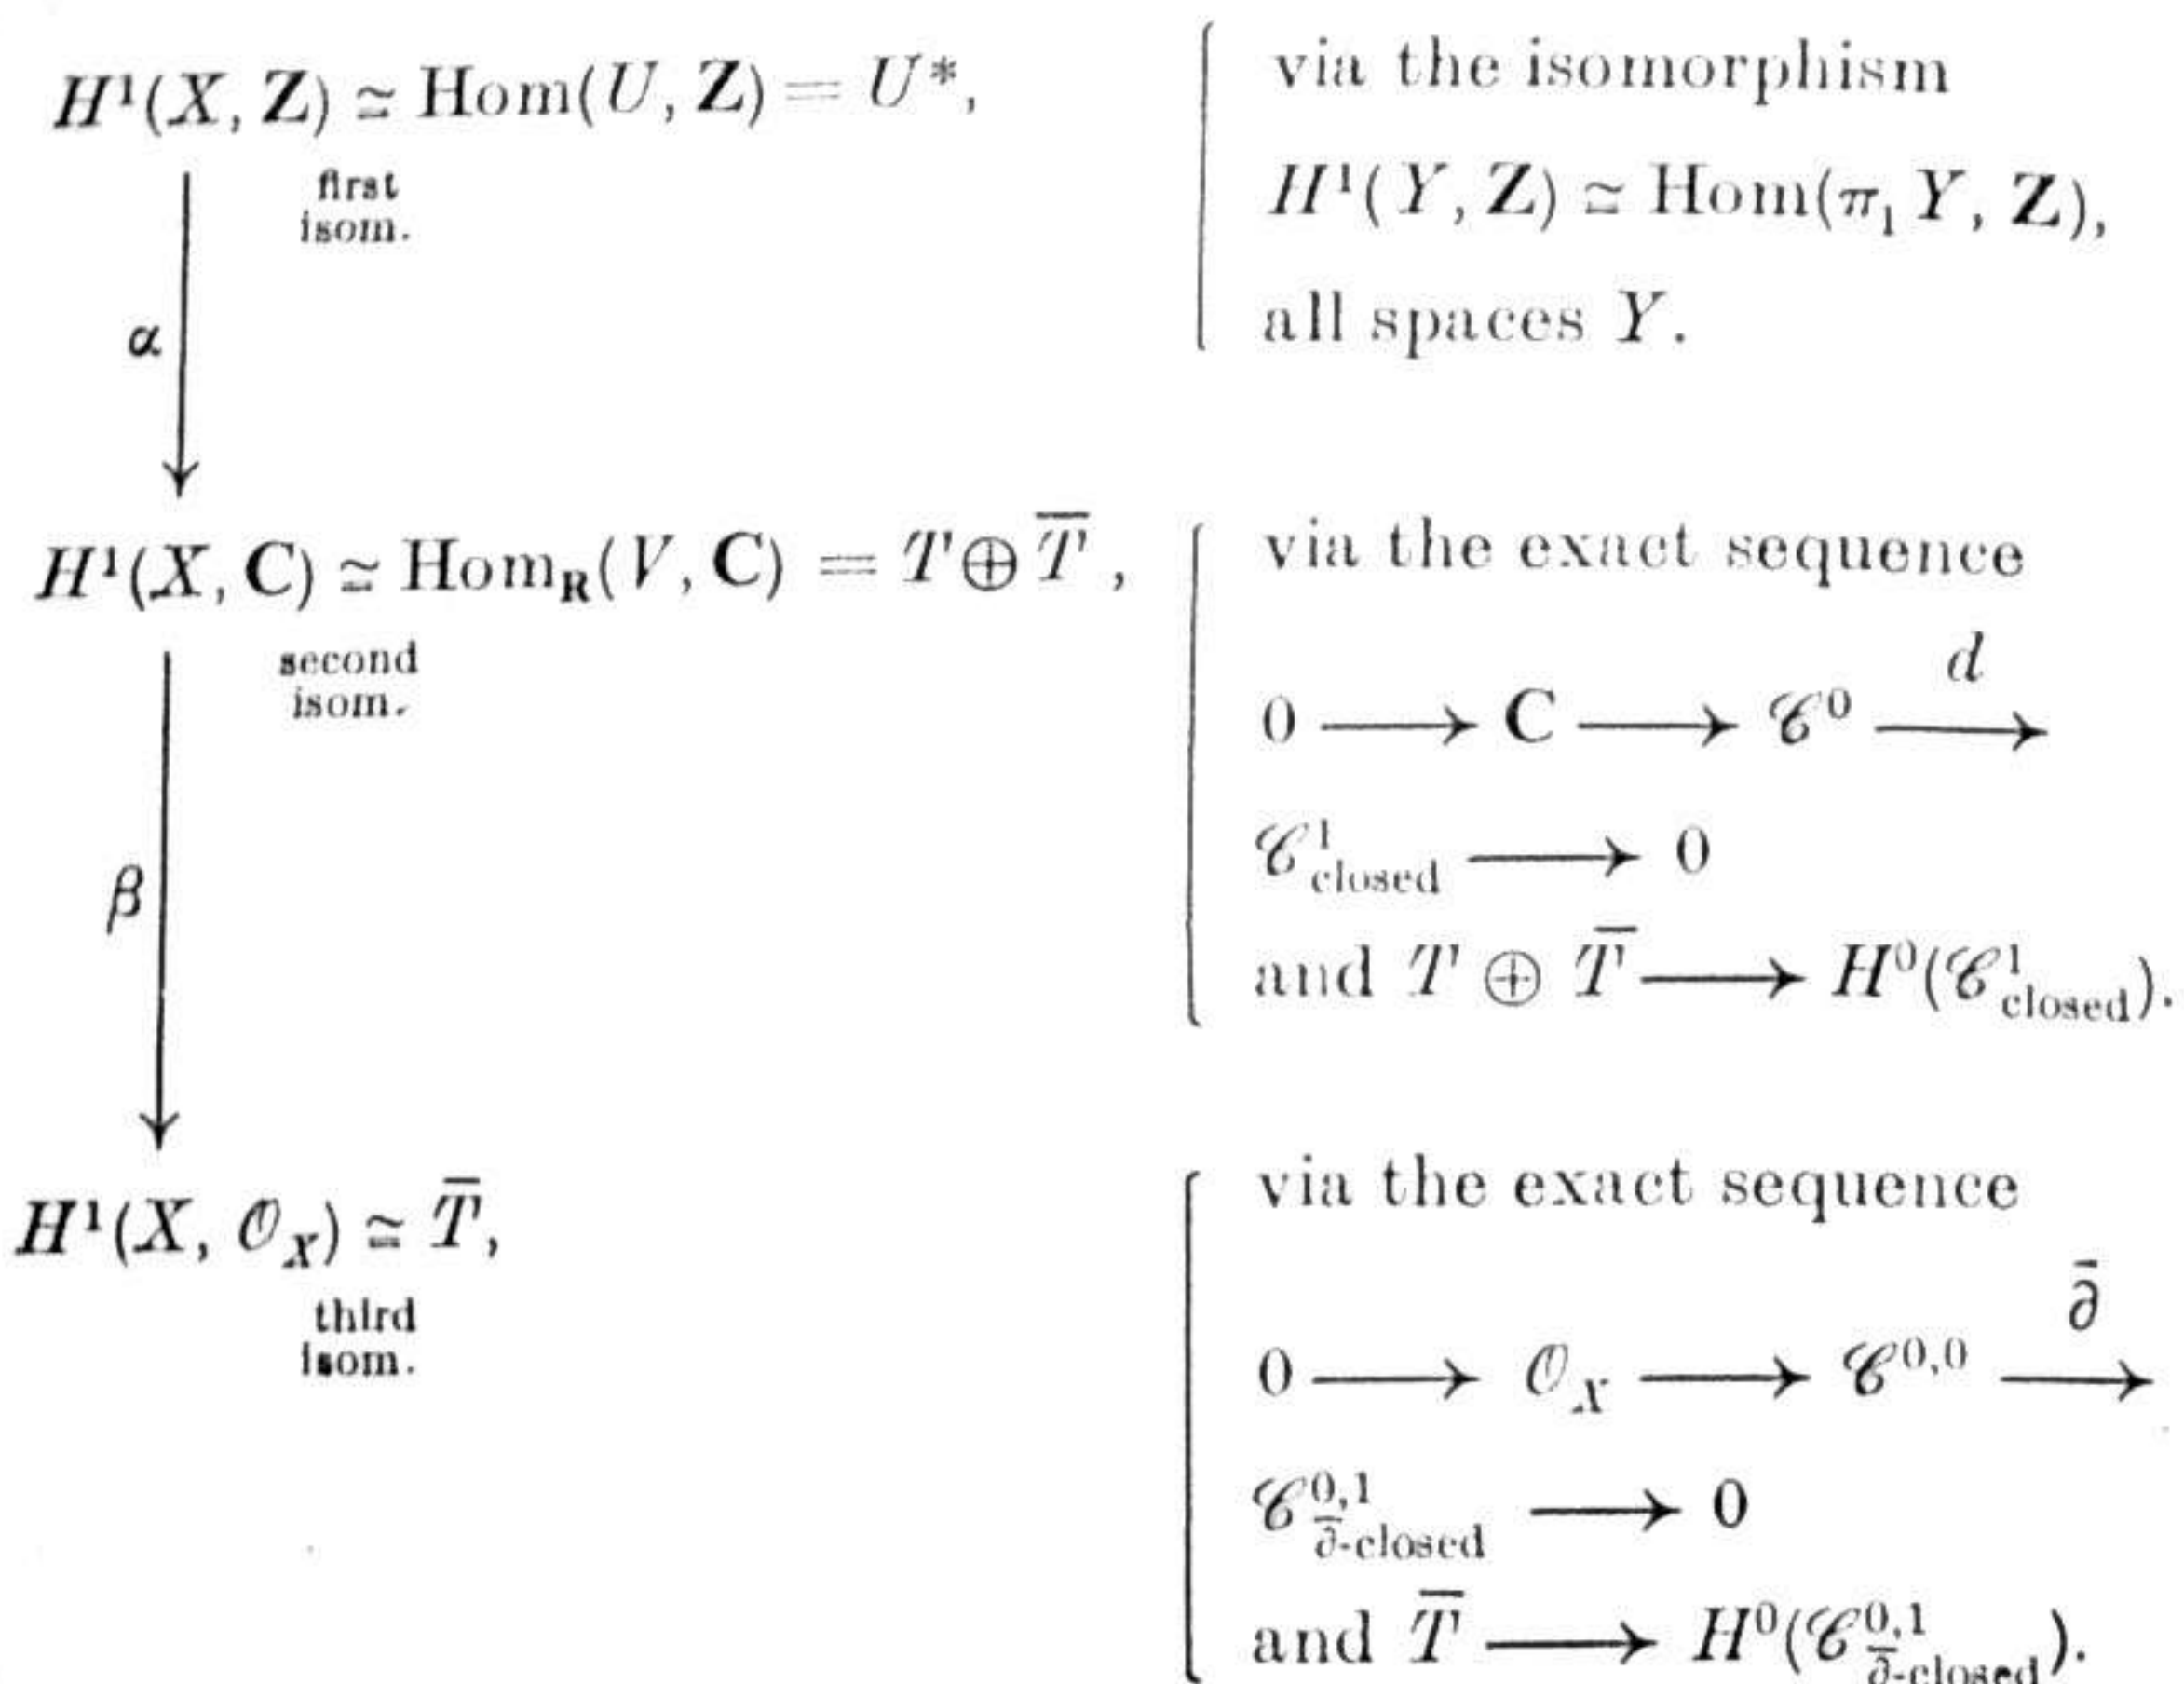 H¹(X, Z) ≃ Hom(U, Z) = U*,
first
isom.
via the isomorphism
H¹(Y, Z) ≃ Hom(π₁ Y, Z),
all spaces Y.
α
H¹(X, C) ≃ Hom_R(V, C) = T ⊕ T̅ ,
second
isom.
via the exact sequence
0 ⟶ C ⟶ 𝒞⁰ ⟶ d
𝒞¹_closed ⟶ 0
and T ⊕ T̅ ⟶ H⁰(𝒞¹_closed).
β
H¹(X, 𝒪_X) ≃ T̅,
third
isom.
via the exact sequence
0 ⟶ 𝒪_X ⟶ 𝒞^{0,0} ⟶ ∂̅
𝒞^{0,1}_{∂̅-closed} ⟶ 0
and T̅ ⟶ H⁰(𝒞^{0,1}_{∂̅-closed}).